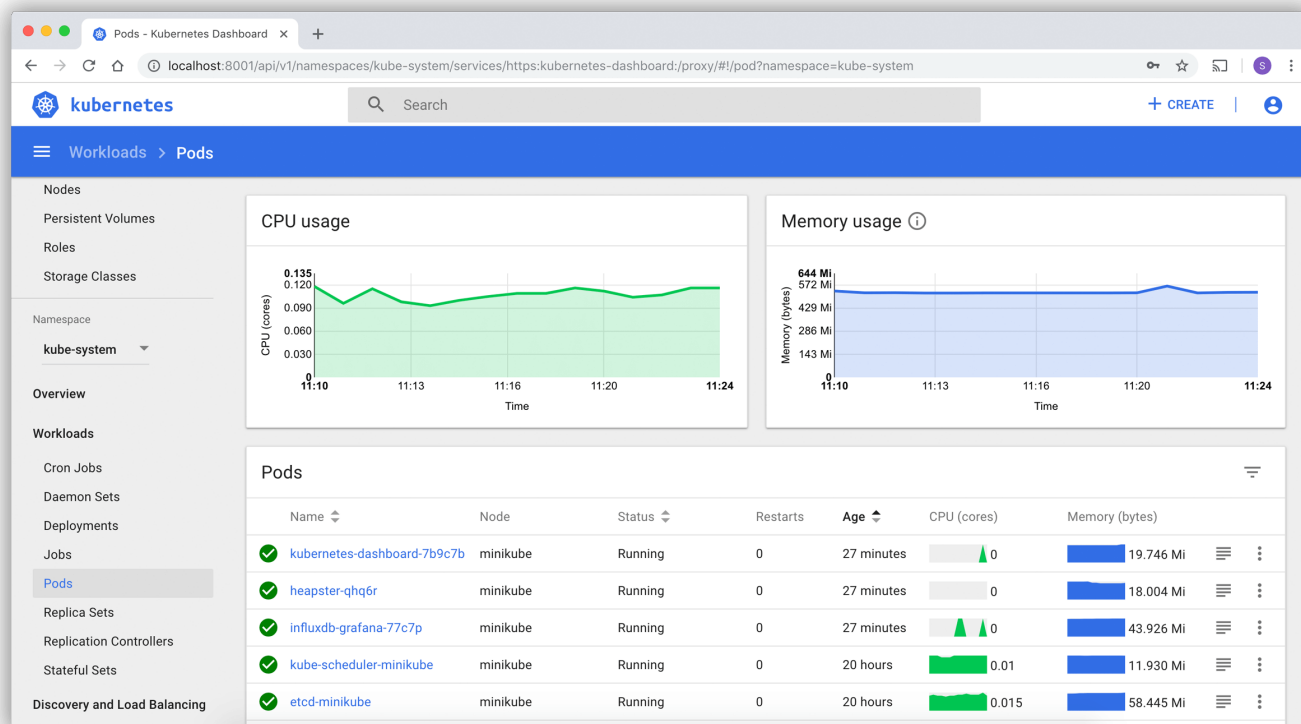 Pods - Kubernetes Dashboard
localhost:8001/api/v1/namespaces/kube-system/services/https:kubernetes-dashboard:/proxy/#!/pod?namespace=kube-system
S
kubernetes
Search
+ CREATE
Workloads > Pods
Nodes
Persistent Volumes
Roles
Storage Classes
Namespace
kube-system
Overview
Workloads
Cron Jobs
Daemon Sets
Deployments
Jobs
Pods
Replica Sets
Replication Controllers
Stateful Sets
Discovery and Load Balancing
CPU usage
CPU (cores)
0.135
0.120
0.090
0.060
0.030
0
11:10 11:13 11:16 11:20 11:24
Time
Memory usage
Memory (bytes)
644 Mi
572 Mi
429 Mi
286 Mi
143 Mi
0
11:10 11:13 11:16 11:20 11:24
Time
Pods
Name Node Status Restarts Age CPU (cores) Memory (bytes)
kubernetes-dashboard-7b9c7b minikube Running 0 27 minutes 0 19.746 Mi
heapster-qhq6r minikube Running 0 27 minutes 0 18.004 Mi
influxdb-grafana-77c7p minikube Running 0 27 minutes 0 43.926 Mi
kube-scheduler-minikube minikube Running 0 20 hours 0.01 11.930 Mi
etcd-minikube minikube Running 0 20 hours 0.015 58.445 Mi